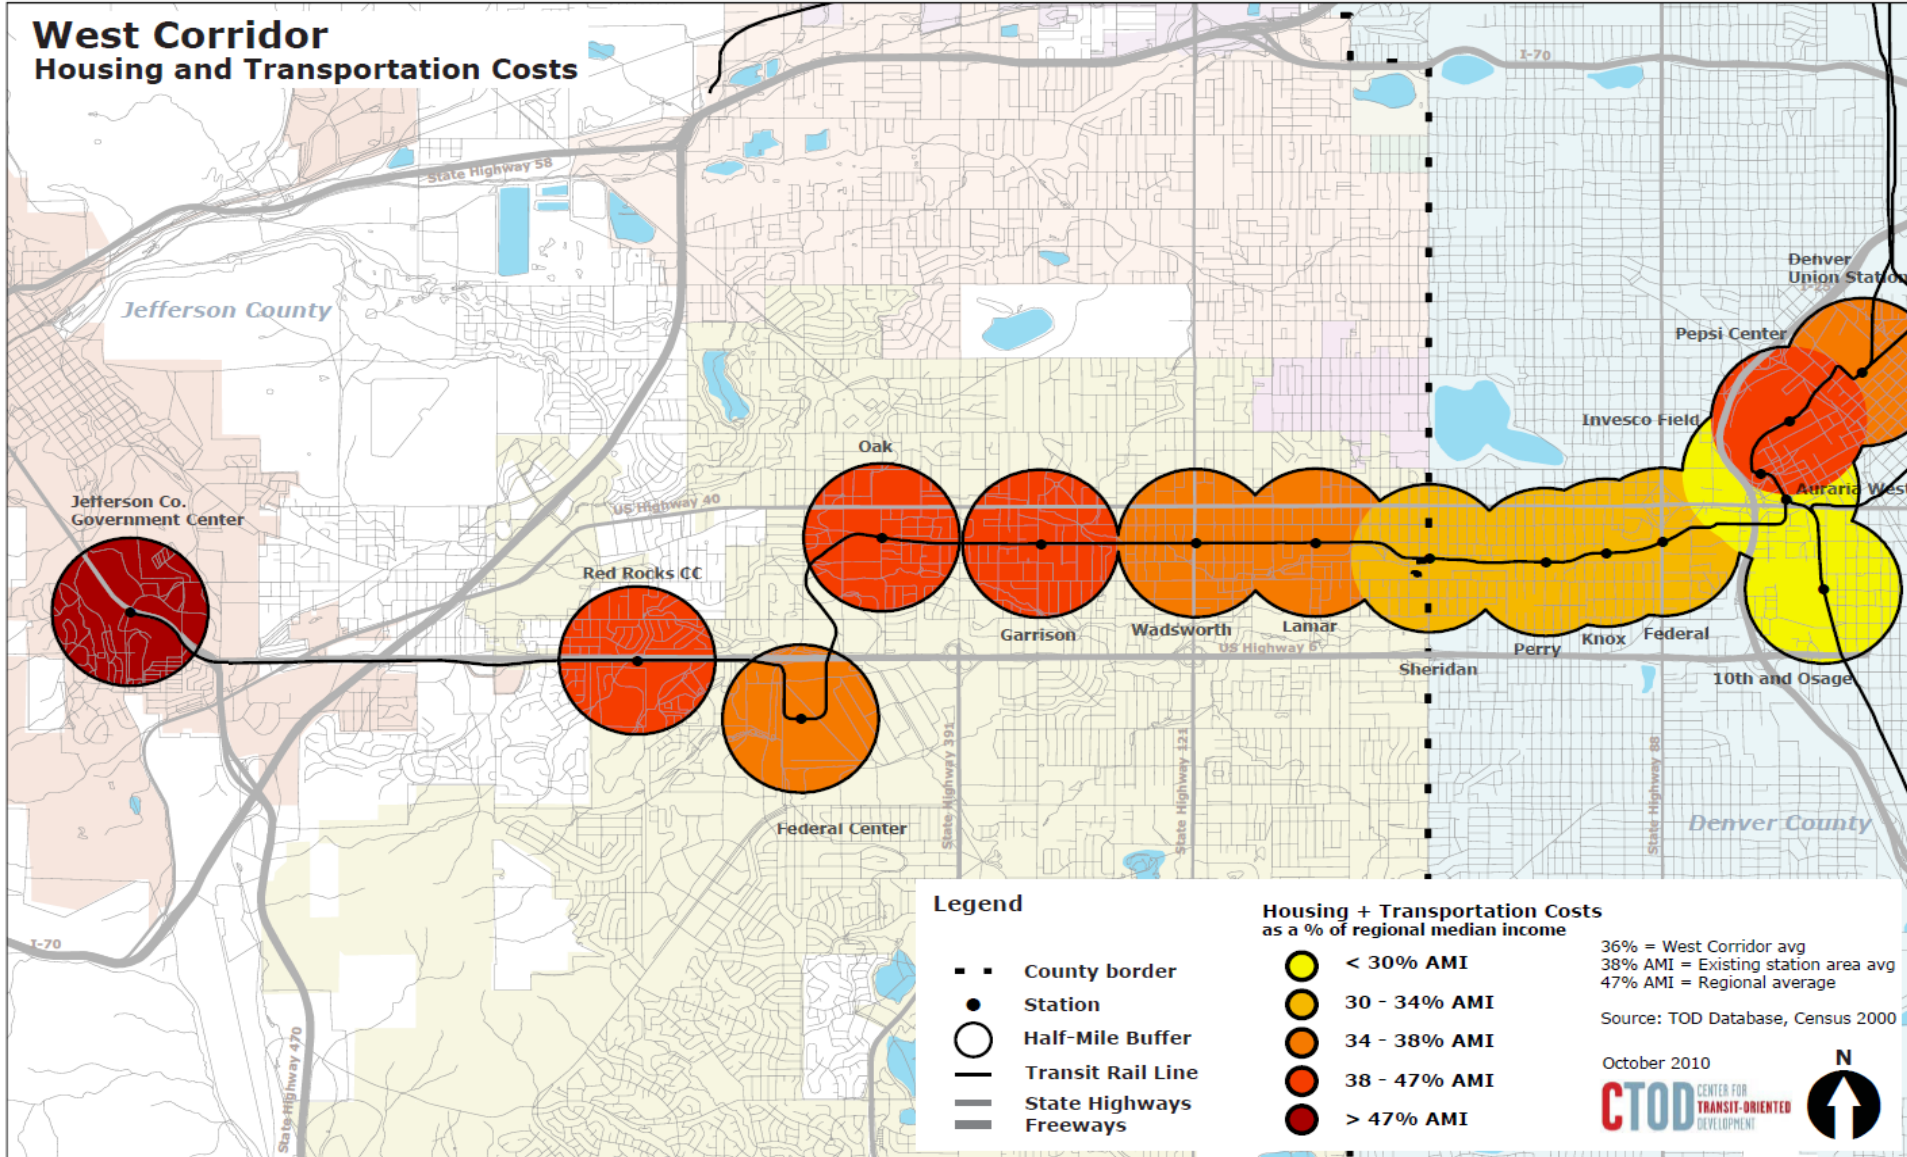 West Corridor
Housing and Transportation Costs
I-70
State Highway 58
Jefferson County
Denver
Union Station
Pepsi Center
Invesco Field
Oak
Auraria West
US Highway 40
Jefferson Co.
Government Center
Red Rocks CC
Garrison
Wadsworth
Lamar
Knox
Federal
US Highway 6
Perry
Sheridan
10th and Osage
State Highway 391
State Highway 121
State Highway 88
Federal Center
Denver County
I-70
State Highway 470
Legend
County border
Station
Half-Mile Buffer
Transit Rail Line
State Highways
Freeways
Housing + Transportation Costs
as a % of regional median income
< 30% AMI
30 - 34% AMI
34 - 38% AMI
38 - 47% AMI
> 47% AMI
36% = West Corridor avg
38% AMI = Existing station area avg
47% AMI = Regional average
Source: TOD Database, Census 2000
October 2010
CTOD
CENTER FOR
TRANSIT-ORIENTED
DEVELOPMENT
N